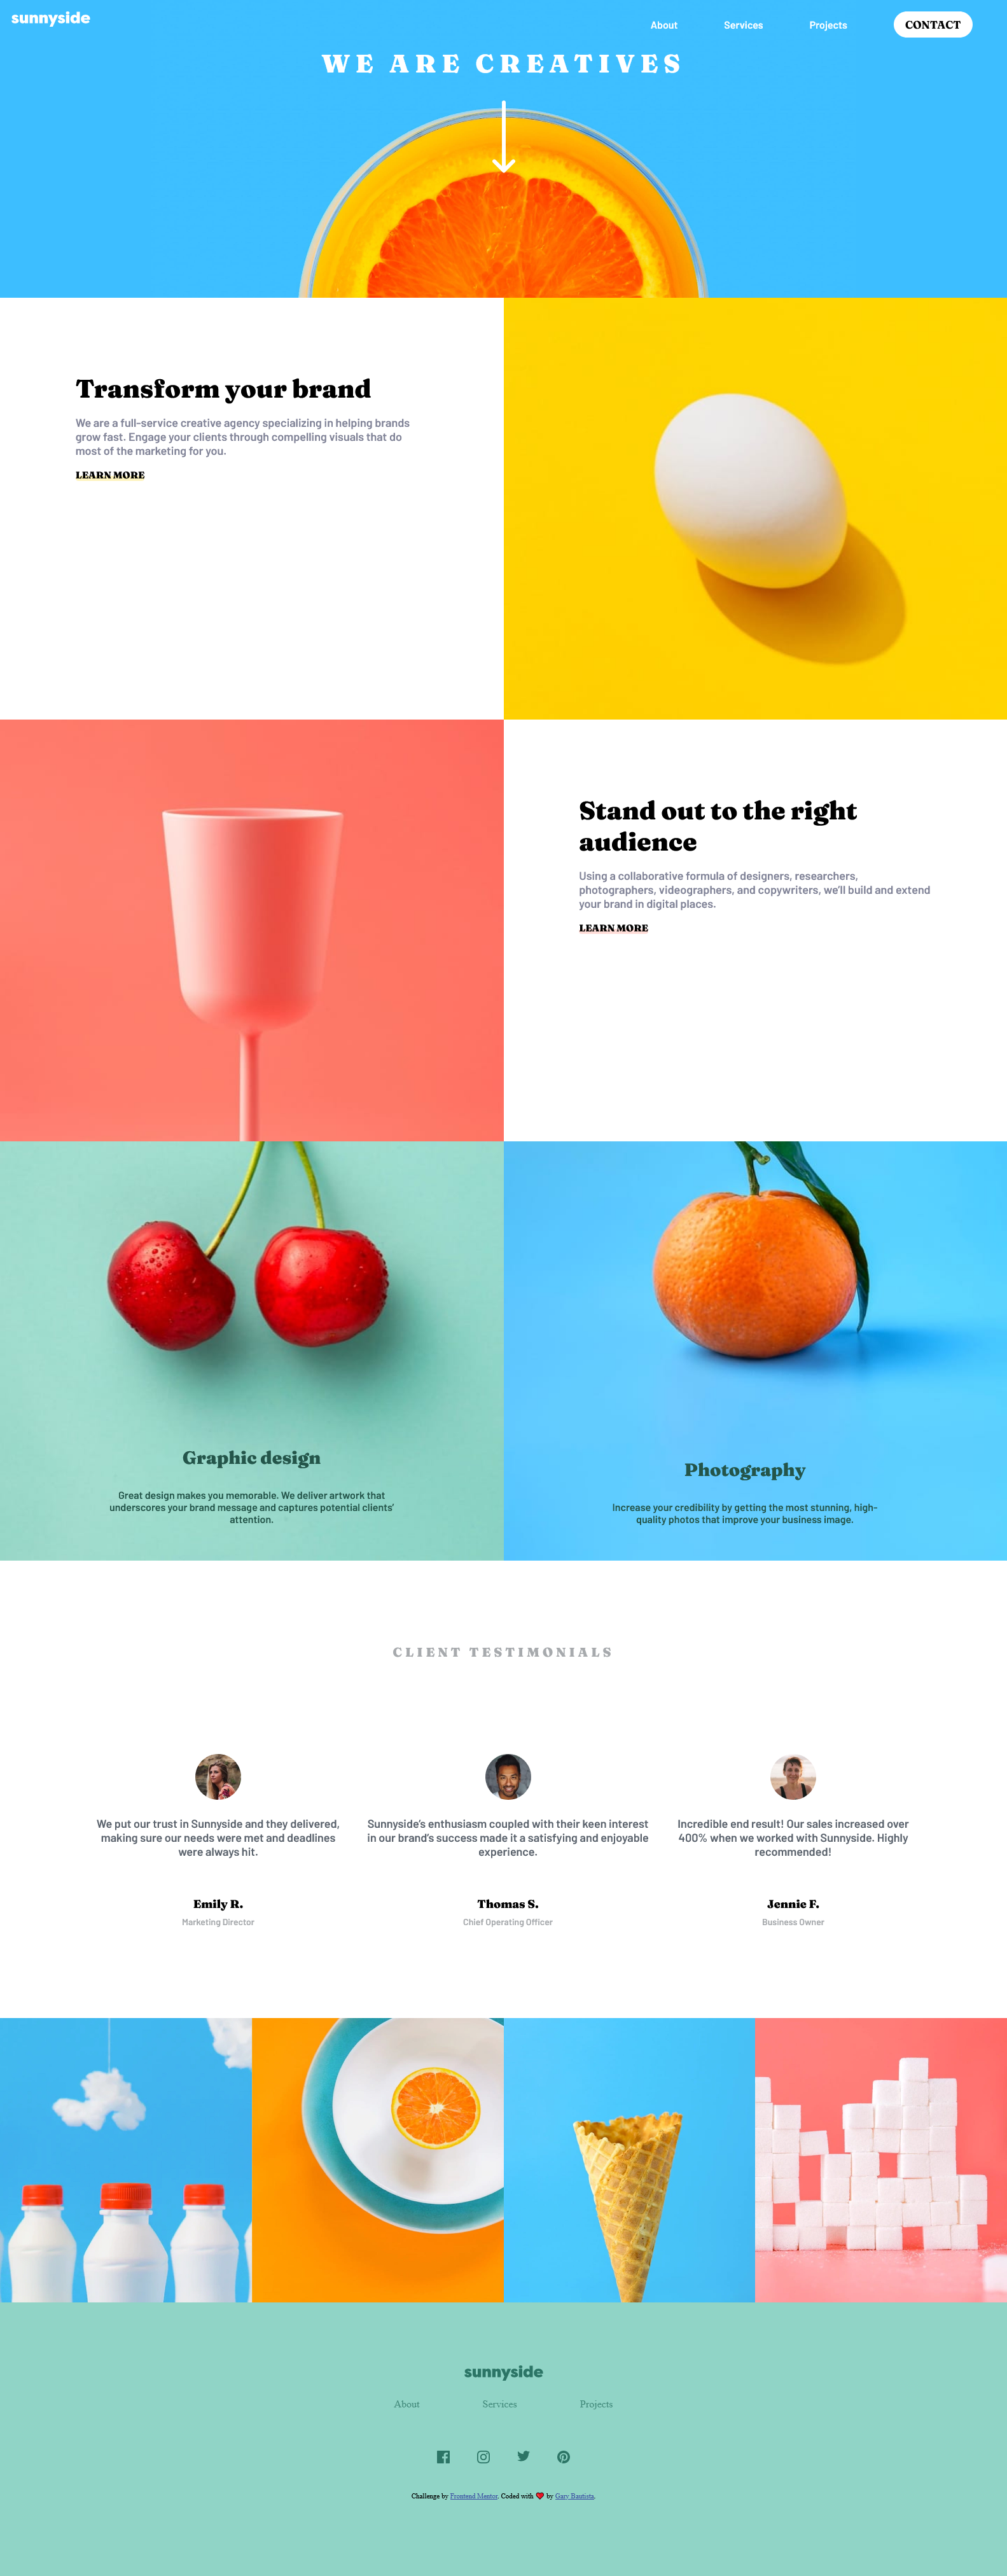 sunnyside
About Services Projects CONTACT
WE ARE CREATIVES
Transform your brand
We are a full-service creative agency specializing in helping brands
grow fast. Engage your clients through compelling visuals that do
most of the marketing for you.
LEARN MORE
Stand out to the right
audience
Using a collaborative formula of designers, researchers,
photographers, videographers, and copywriters, we'll build and extend
your brand in digital places.
LEARN MORE
Graphic design
Great design makes you memorable. We deliver artwork that
underscores your brand message and captures potential clients'
attention.
Photography
Increase your credibility by getting the most stunning, high-
quality photos that improve your business image.
CLIENT TESTIMONIALS
We put our trust in Sunnyside and they delivered,
making sure our needs were met and deadlines
were always hit.
Emily R.
Marketing Director
Sunnyside's enthusiasm coupled with their keen interest
in our brand's success made it a satisfying and enjoyable
experience.
Thomas S.
Chief Operating Officer
Incredible end result! Our sales increased over
400% when we worked with Sunnyside. Highly
recommended!
Jennie F.
Business Owner
sunnyside
About Services Projects
Challenge by Frontend Mentor. Coded with ❤ by Gary Bautista.